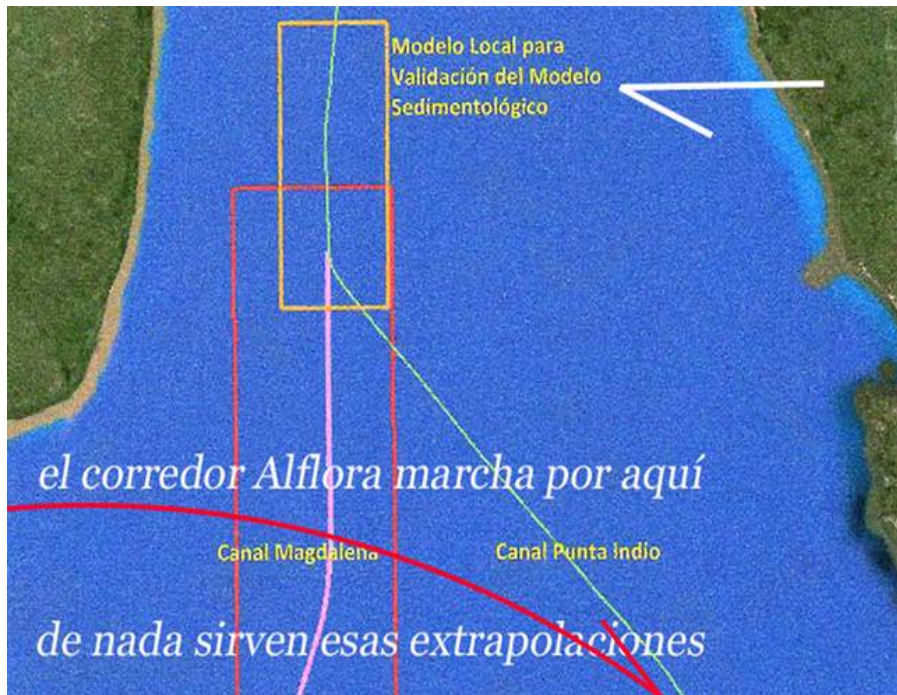 Modelo Local para
Validación del Modelo
Sedimentológico
el corredor Alflora marcha por aquí
Canal Magdalena
Canal Punta Indio
de nada sirven esas extrapolaciones